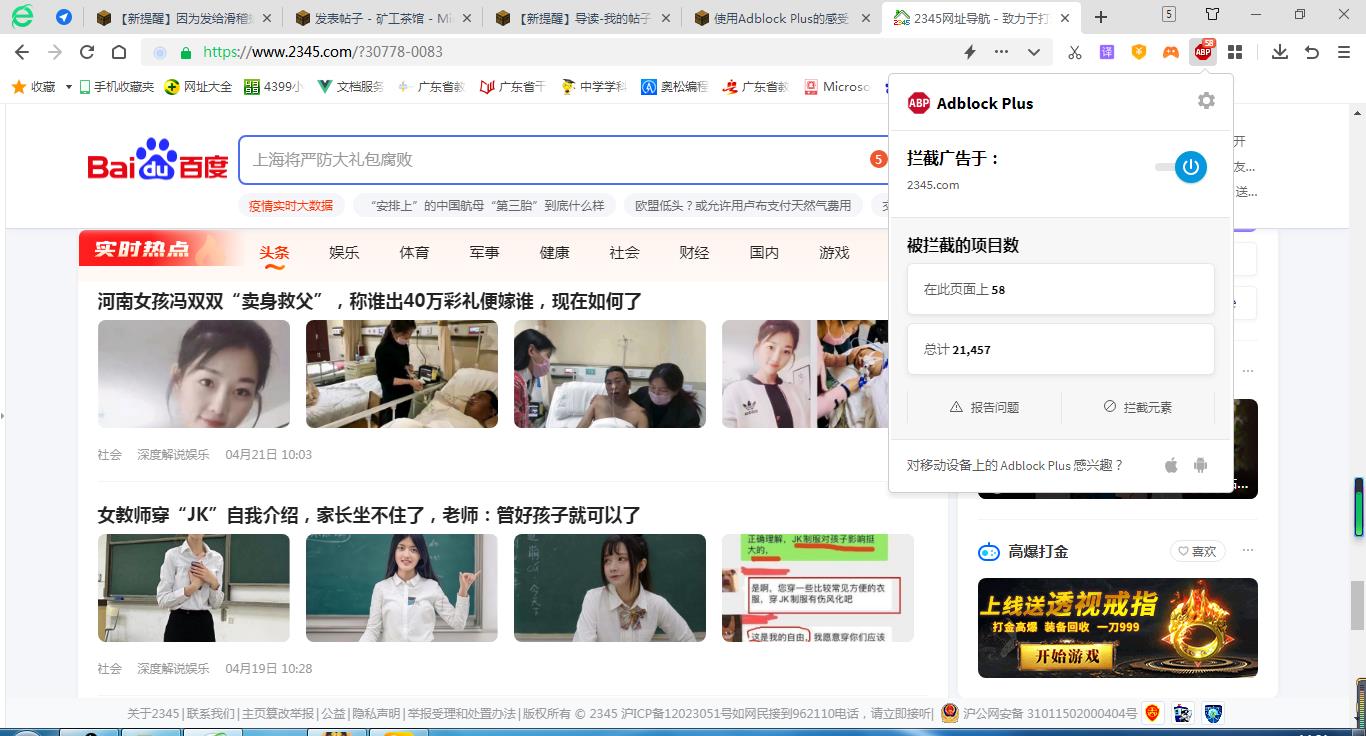 【新提醒】因为发给滑稽
发表帖子 - 矿工茶馆 - Mi
【新提醒】导读-我的帖子
使用Adblock Plus的感受
2345网址导航 - 致力于打
5
https://www.2345.com/?30778-0083
译
ABP
58
收藏
手机收藏夹
网址大全
4399小
文档服务
广东省教
广东省干
中学学科
奥松编程
广东省教
Microso
Bai du 百度
上海将严防大礼包腐败
5
疫情实时大数据
“安排上”的中国航母“第三胎”到底什么样
欧盟低头？或允许用卢布支付天然气费用
实时热点
头条
娱乐
体育
军事
健康
社会
财经
国内
游戏
河南女孩冯双双“卖身救父”，称谁出40万彩礼便嫁谁，现在如何了
社会
深度解说娱乐
04月21日 10:03
女教师穿“JK”自我介绍，家长坐不住了，老师：管好孩子就可以了
正确理解，JK制服对孩子影响挺
大的，
是啊，您穿一些比较常见方便的衣
服，穿JK制服有伤风化吧
这是我的自由，我愿意穿你们应该
社会
深度解说娱乐
04月19日 10:28
ABP
Adblock Plus
拦截广告于：
2345.com
被拦截的项目数
在此页面上 58
总计 21,457
报告问题
拦截元素
对移动设备上的 Adblock Plus 感兴趣？
开
友...
送...
高爆打金
喜欢
上线送透视戒指
打金高爆 装备回收 一刀999
开始游戏
关于2345|联系我们|主页篡改举报|公益|隐私声明|举报受理和处置办法|版权所有 © 2345 沪ICP备12023051号如网民接到962110电话，请立即接听|
沪公网安备 31011502000404号